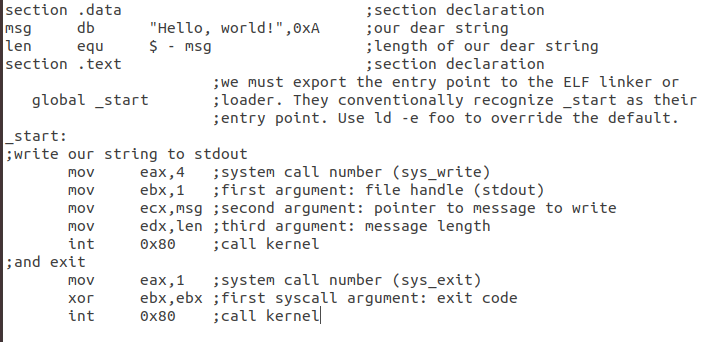 section .data                           ;section declaration
msg     db      "Hello, world!",0xA     ;our dear string
len     equ     $ - msg                 ;length of our dear string
section .text                           ;section declaration
                       ;we must export the entry point to the ELF linker or
   global _start       ;loader. They conventionally recognize _start as their
                       ;entry point. Use ld -e foo to override the default.
_start:
;write our string to stdout
       mov     eax,4   ;system call number (sys_write)
       mov     ebx,1   ;first argument: file handle (stdout)
       mov     ecx,msg ;second argument: pointer to message to write
       mov     edx,len ;third argument: message length
       int     0x80    ;call kernel
;and exit
       mov     eax,1   ;system call number (sys_exit)
       xor     ebx,ebx ;first syscall argument: exit code
       int     0x80    ;call kernel